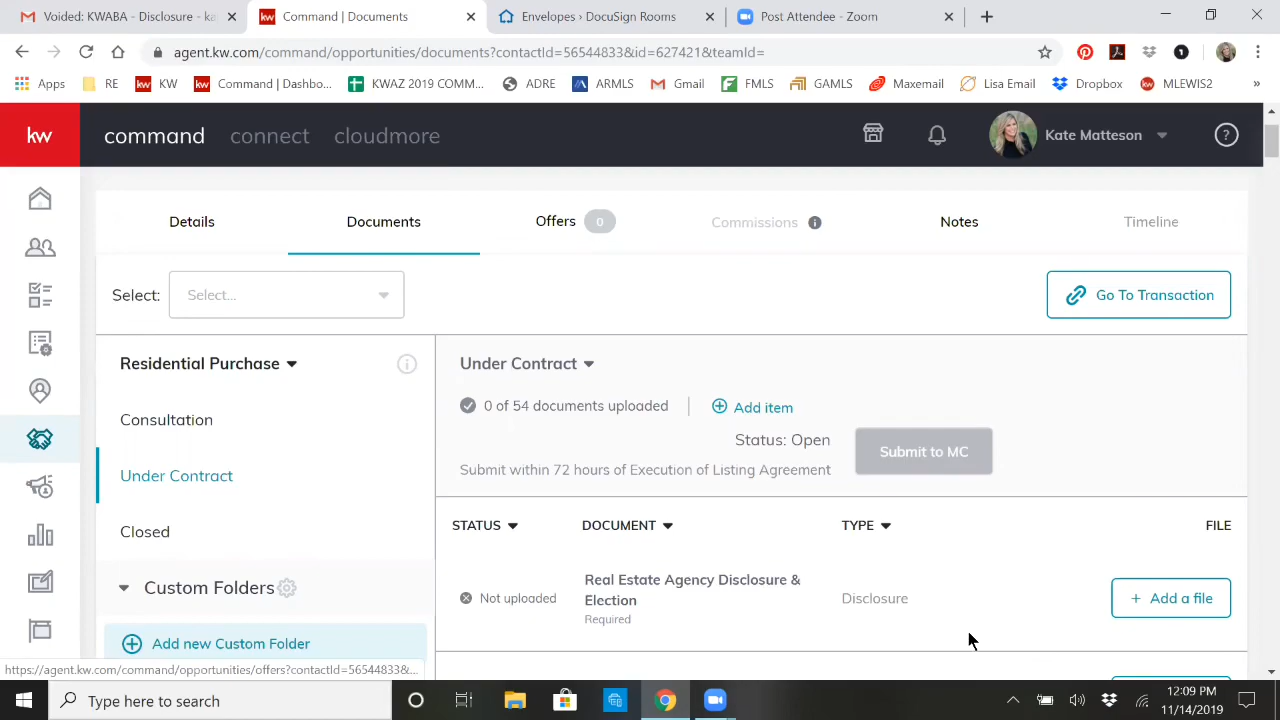 Voided: KWABA - Disclosure - ka
Command | Documents
Envelopes › DocuSign Rooms
Post Attendee - Zoom
agent.kw.com/command/opportunities/documents?contactId=56544833&id=627421&teamId=
Apps
RE
KW
Command | Dashbo...
KWAZ 2019 COMM...
ADRE
ARMLS
Gmail
FMLS
GAMLS
Maxemail
Lisa Email
Dropbox
MLEWIS2
»
kw
command
connect
cloudmore
Kate Matteson
Details
Documents
Offers 0
Commissions
Notes
Timeline
Select:
Select...
Go To Transaction
Residential Purchase
Consultation
Under Contract
Closed
Custom Folders
Add new Custom Folder
Under Contract
0 of 54 documents uploaded
Add item
Status: Open
Submit within 72 hours of Execution of Listing Agreement
Submit to MC
STATUS
DOCUMENT
TYPE
FILE
Not uploaded
Real Estate Agency Disclosure &
Election
Required
Disclosure
+ Add a file
https://agent.kw.com/command/opportunities/offers?contactId=56544833&...
Type here to search
12:09 PM
11/14/2019